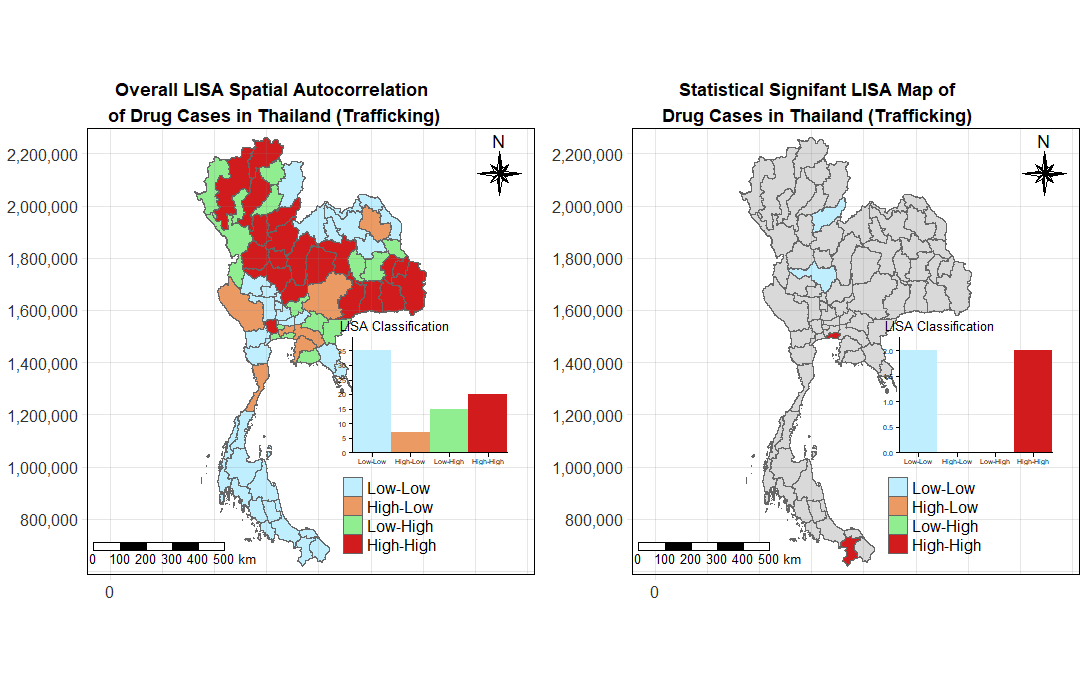 Overall LISA Spatial Autocorrelation
of Drug Cases in Thailand (Trafficking)
N
2,200,000
2,000,000
1,800,000
1,600,000
1,400,000
1,200,000
1,000,000
800,000
LISA Classification
35
30
25
20
15
10
5
0
Low-Low High-Low Low-High High-High
Low-Low
High-Low
Low-High
High-High
0 100 200 300 400 500 km
0
Statistical Signifant LISA Map of
Drug Cases in Thailand (Trafficking)
N
2,200,000
2,000,000
1,800,000
1,600,000
1,400,000
1,200,000
1,000,000
800,000
LISA Classification
2.0
1.5
1.0
0.5
0.0
Low-Low High-Low Low-High High-High
Low-Low
High-Low
Low-High
High-High
0 100 200 300 400 500 km
0